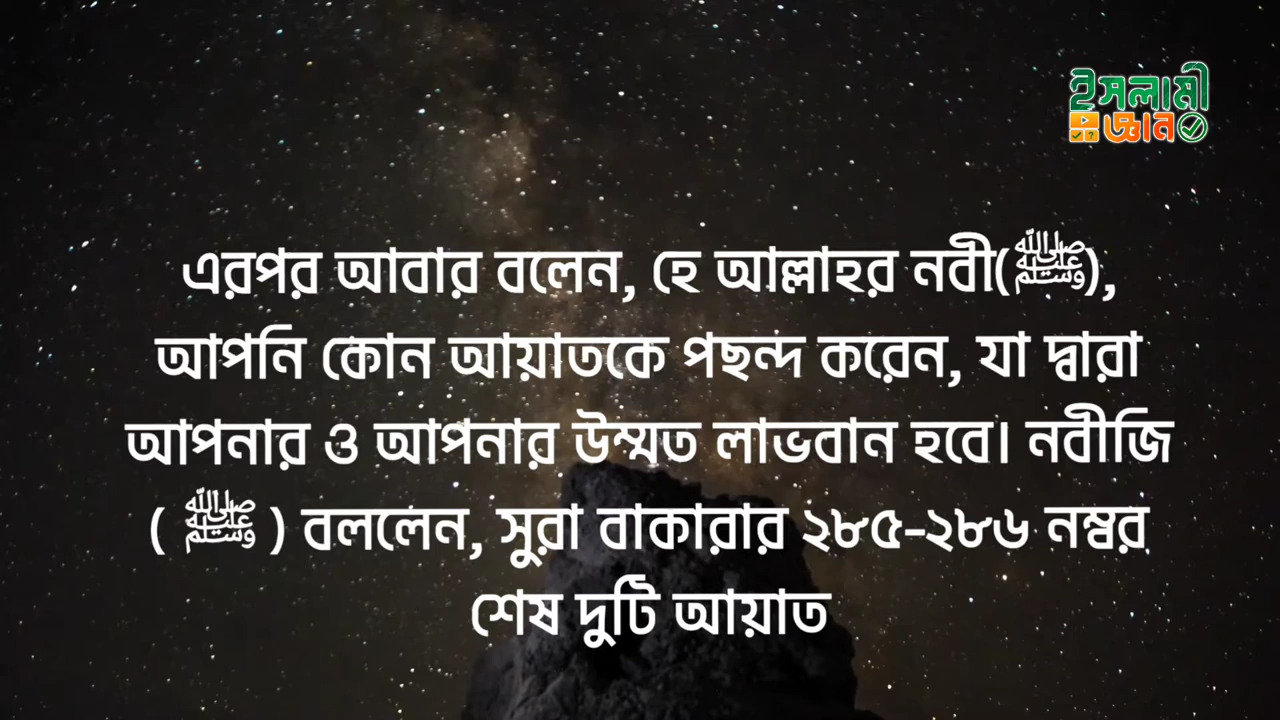 ইসলামী
জ্ঞান
এরপর আবার বলেন, হে আল্লাহর নবী(ﷺ),
আপনি কোন আয়াতকে পছন্দ করেন, যা দ্বারা
আপনার ও আপনার উম্মত লাভবান হবে। নবীজি
( ﷺ ) বললেন, সুরা বাকারার ২৮৫-২৮৬ নম্বর
শেষ দুটি আয়াত